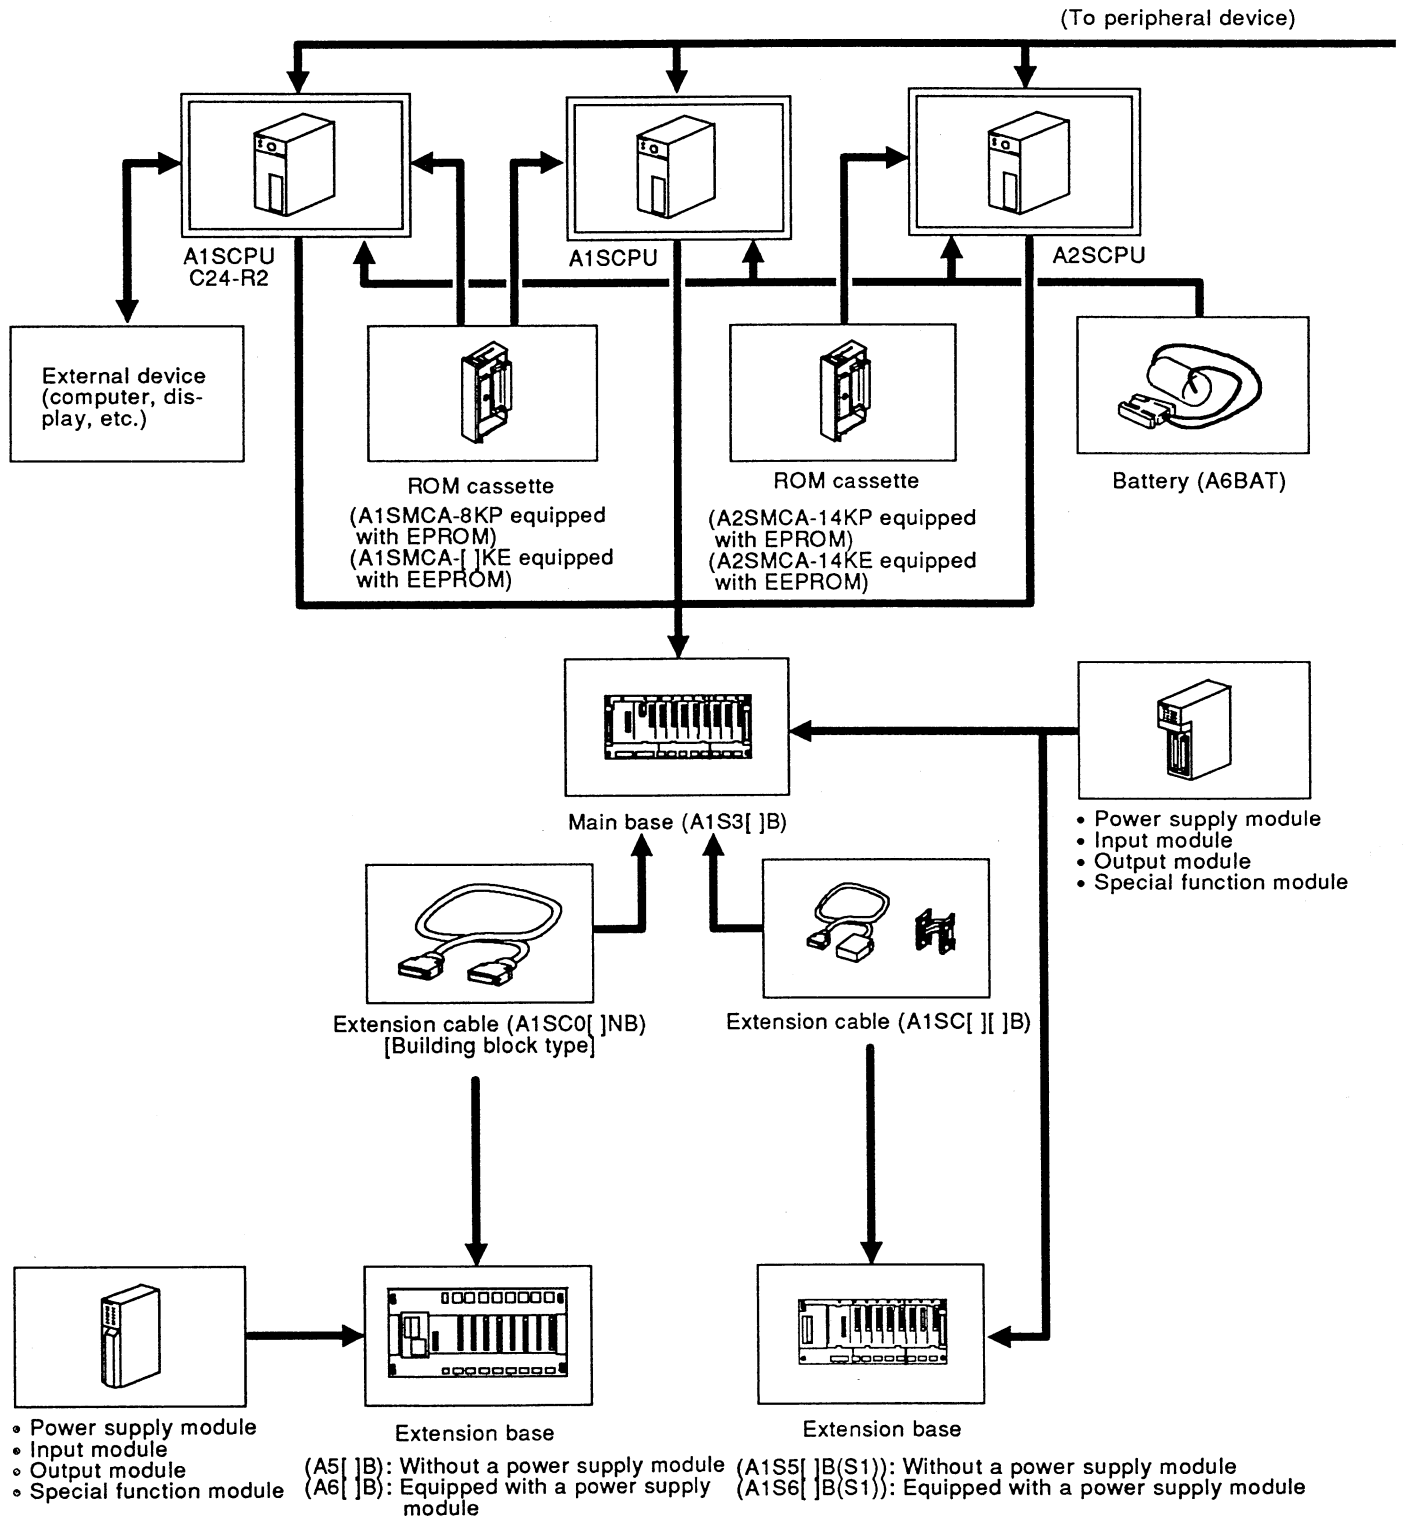 (To peripheral device)
A1SCPU
C24-R2
A1SCPU
A2SCPU
External device
(computer, dis-
play, etc.)
ROM cassette
(A1SMCA-8KP equipped
with EPROM)
(A1SMCA-[ ]KE equipped
with EEPROM)
ROM cassette
(A2SMCA-14KP equipped
with EPROM)
(A2SMCA-14KE equipped
with EEPROM)
Battery (A6BAT)
Main base (A1S3[ ]B)
• Power supply module
• Input module
• Output module
• Special function module
Extension cable (A1SC0[ ]NB)
[Building block type]
Extension cable (A1SC[ ][ ]B)
• Power supply module
• Input module
• Output module
• Special function module
Extension base
(A5[ ]B): Without a power supply module
(A6[ ]B): Equipped with a power supply
module
Extension base
(A1S5[ ]B(S1)): Without a power supply module
(A1S6[ ]B(S1)): Equipped with a power supply module